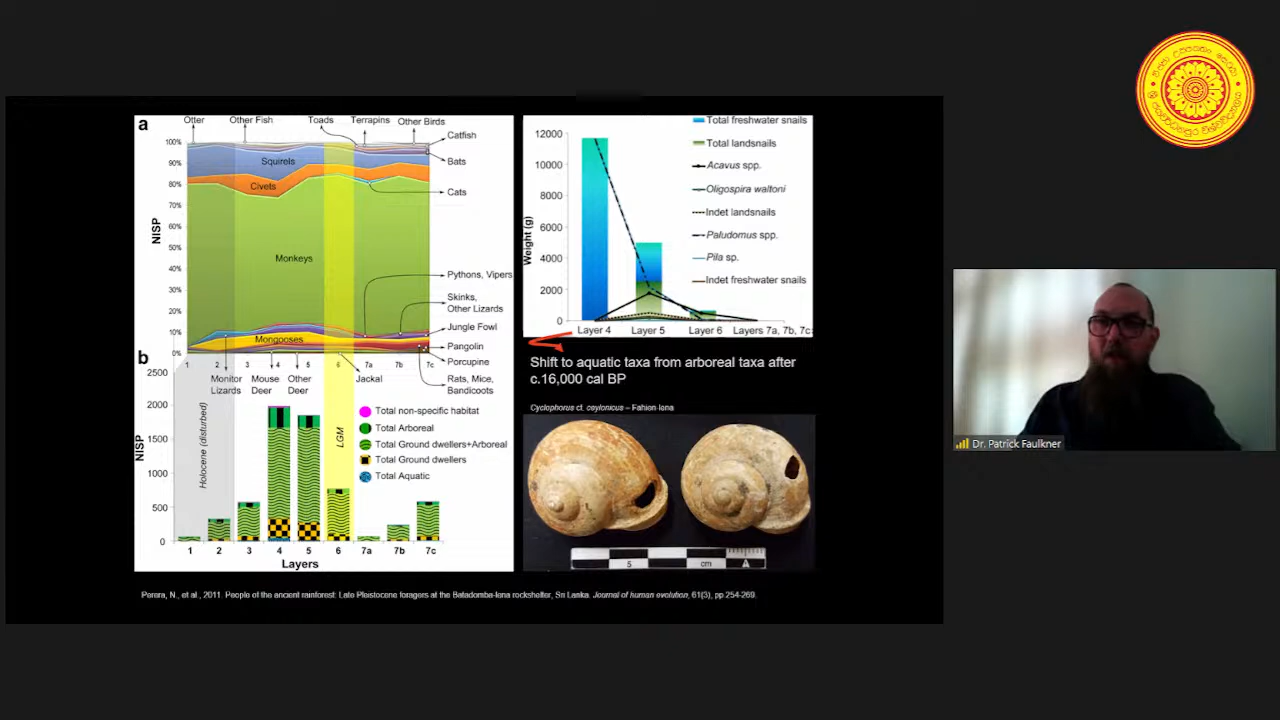 a
Otter
Other Fish
Toads
Terrapins
Other Birds
Catfish
Bats
Cats
Squirels
Civets
Monkeys
Pythons, Vipers
Skinks,
Other Lizards
Jungle Fowl
Mongooses
Pangolin
Porcupine
Rats, Mice,
Bandicoots
Monitor
Lizards
Mouse
Deer
Other
Deer
Jackal
NISP
100%
90%
80%
70%
60%
50%
40%
30%
20%
10%
0%
1 2 3 4 5 6 7a 7b 7c
b
NISP
2500
2000
1500
1000
500
0
Holocene (disturbed)
LGM
Total non-specific habitat
Total Arboreal
Total Ground dwellers+Arboreal
Total Ground dwellers
Total Aquatic
1 2 3 4 5 6 7a 7b 7c
Layers
Weight (g)
12000
10000
8000
6000
4000
2000
0
Total freshwater snails
Total landsnails
Acavus spp.
Oligospira waltoni
Indet landsnails
Paludomus spp.
Pila sp.
Indet freshwater snails
Layer 4 Layer 5 Layer 6 Layers 7a, 7b, 7c
Shift to aquatic taxa from arboreal taxa after
c.16,000 cal BP
Cyclophorus cf. ceylonicus – Fahien-lena
5 cm
Perera, N., et al., 2011. People of the ancient rainforest: Late Pleistocene foragers at the Batadomba-lena rockshelter, Sri Lanka. Journal of human evolution, 61(3), pp.254-269.
Dr. Patrick Faulkner